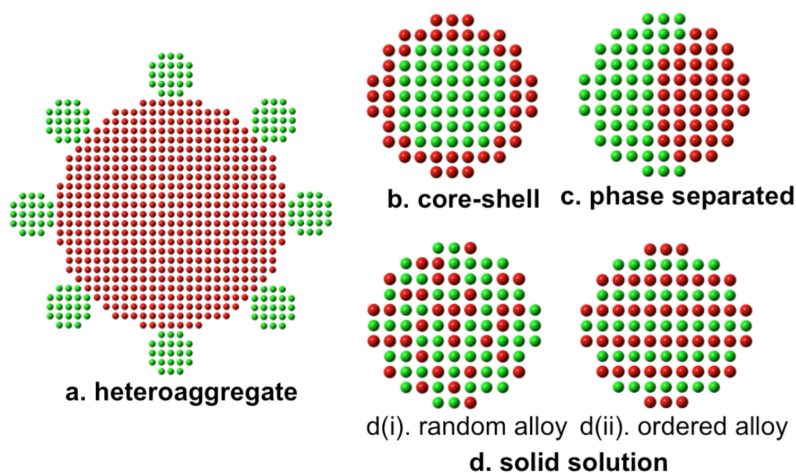 b. core-shell
c. phase separated
a. heteroaggregate
d(i). random alloy
d(ii). ordered alloy
d. solid solution